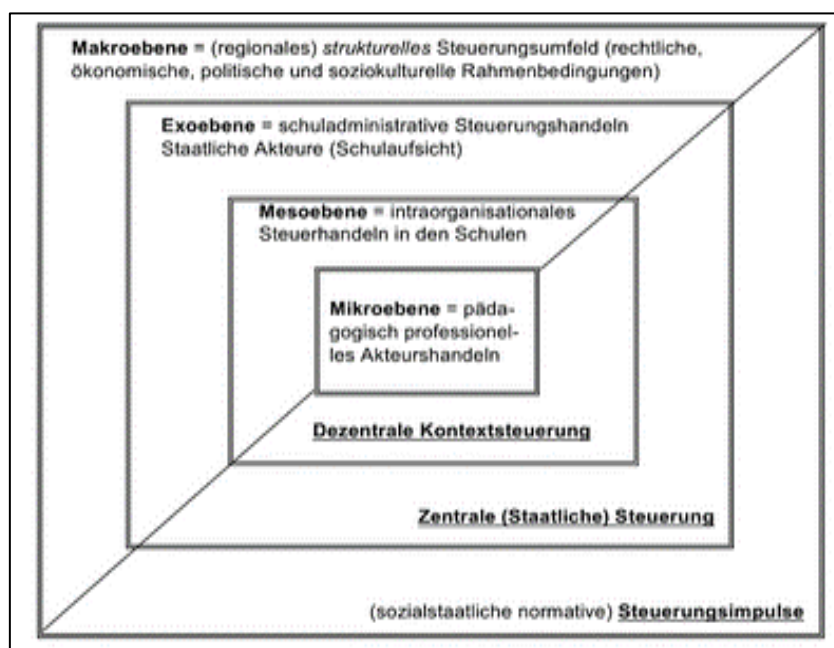 Makroebene = (regionales) strukturelles Steuerungsumfeld (rechtliche,
ökonomische, politische und soziokulturelle Rahmenbedingungen)
Exoebene = schuladministrative Steuerungshandeln
Staatliche Akteure (Schulaufsicht)
Mesoebene = intraorganisationales
Steuerhandeln in den Schulen
Mikroebene = päda-
gogisch professionel-
les Akteurshandeln
Dezentrale Kontextsteuerung
Zentrale (Staatliche) Steuerung
(sozialstaatliche normative) Steuerungsimpulse